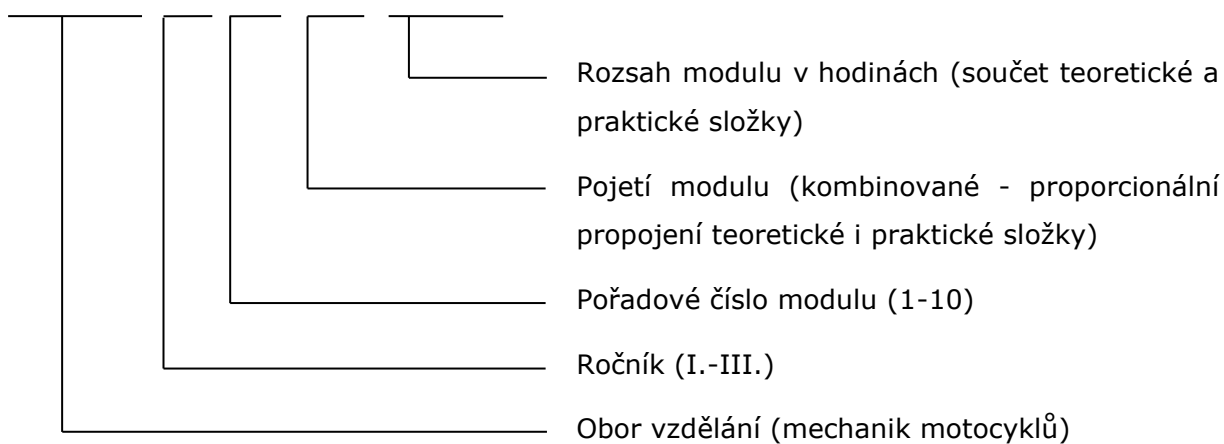 Rozsah modulu v hodinách (součet teoretické a
praktické složky)
Pojetí modulu (kombinované - proporcionální
propojení teoretické i praktické složky)
Pořadové číslo modulu (1-10)
Ročník (I.-III.)
Obor vzdělání (mechanik motocyklů)